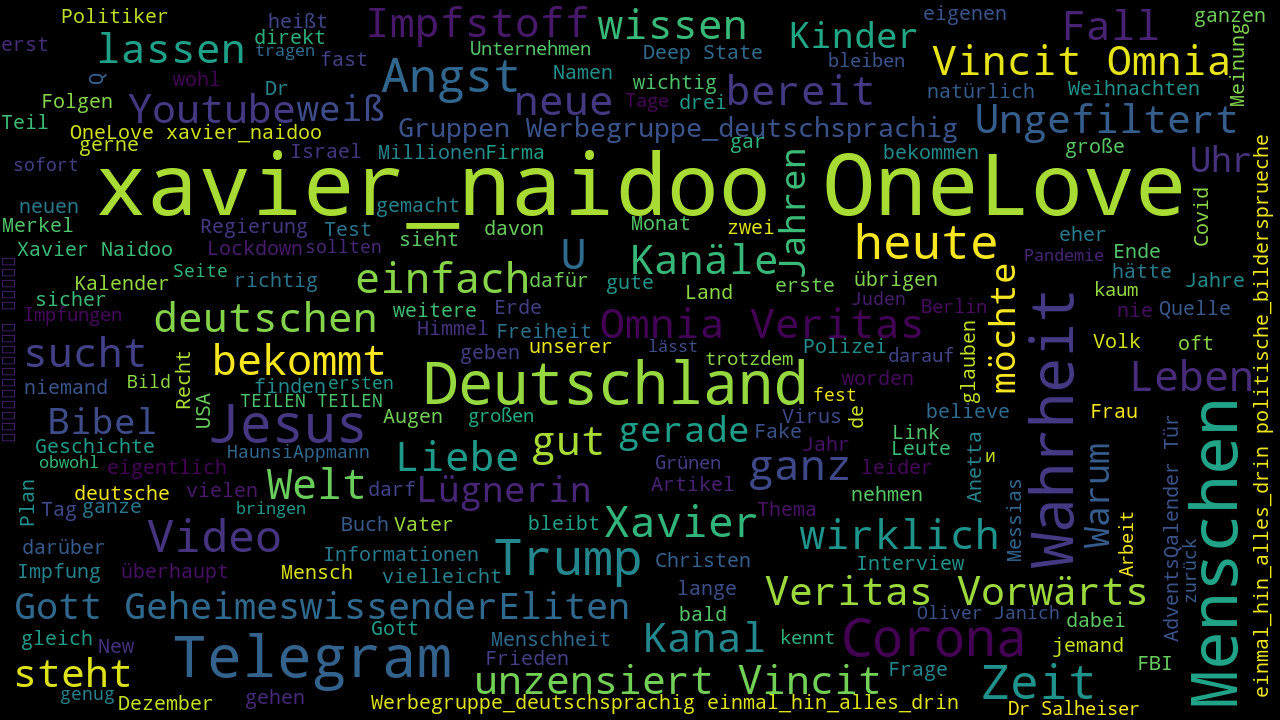 Politiker
heißt
Impfstoff
wissen
eigenen
Fall
ganzen
erst
lassen
direkt
tragen
fast
Unternehmen
Deep State
Kinder
bleiben
Vincit Omnia
Meinung
Q
wohl
Dr
Angst
Namen
wichtig
bereit
natürlich
Weihnachten
Folgen
Youtube
weiß
neue
Tage
drei
Teil
OneLove xavier_naidoo
Gruppen Werbegruppe_deutschsprachig
Ungefiltert
gerne
Israel
MillionenFirma
gar
bekommen
große
Uhr
sofort
xavier_naidoo OneLove
Jahren
Covid
neuen
gemacht
Merkel
Regierung
Test
sieht
davon
Monat
zwei
heute
eher
Xavier Naidoo
Lockdown
sollten
U
Kanäle
Pandemie
Ende
Kalender
Seite
richtig
einfach
dafür
gute
Land
erste
übrigen
hätte
Jahre
sicher
kaum
Impfungen
deutschen
weitere
Erde
Juden
Berlin
möchte
nie
Quelle
Himmel
Freiheit
Omnia Veritas
glauben
Wahrheit
Volk
oft
sucht
bekommt
geben
unserer
lässt
trotzdem
Polizei
darauf
niemand
Bild
Recht
finden
ersten
Deutschland
worden
Leben
USA
TEILEN TEILEN
fest
de
Bibel
Jesus
Augen
großen
Virus
believe
Frau
Geschichte
HaunsiAppmann
gut
gerade
Fake
Link
Leute
Warum
AdventsQalender Tür
Menschen
einmal_hin_alles_drin politische_bildersprueche
obwohl
eigentlich
Liebe
Grünen
Jahr
ganz
leider
и
Anetta
Plan
deutsche
vielen
Welt
darf
Lügnerin
Artikel
nehmen
Messias
Tag
ganze
bringen
Buch
Vater
bleibt
Xavier
Thema
wirklich
Arbeit
zurück
darüber
Video
Informationen
Trump
Christen
Interview
Impfung
überhaupt
Mensch
vielleicht
lange
Veritas Vorwärts
Gott GeheimeswissenderEliten
bald
Oliver Janich
dabei
gleich
New
Gott
Menschheit
Kanal
kennt
Corona
jemand
Telegram
Frieden
FBI
steht
unzensiert Vincit
Frage
Zeit
genug
Dezember
gehen
Werbegruppe_deutschsprachig einmal_hin_alles_drin
Dr Salheiser